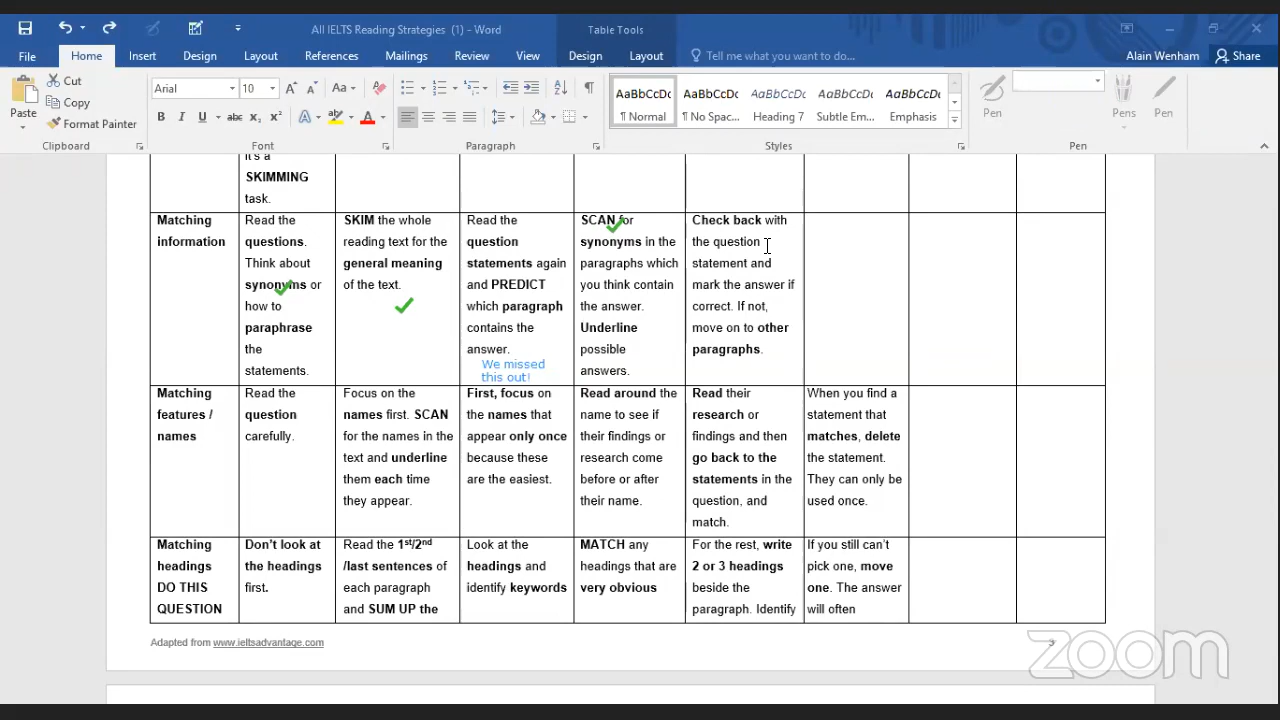 All IELTS Reading Strategies (1) - Word
Table Tools
File
Home
Insert
Design
Layout
References
Mailings
Review
View
Design
Layout
Tell me what you want to do...
Alain Wenham
Share
Paste
Cut
Copy
Format Painter
Clipboard
Arial
10
Aa
B I U abc x₂ x²
A
Font
Paragraph
AaBbCcDc
¶ Normal
AaBbCcDc
¶ No Spac...
AaBbCcDc
Heading 7
AaBbCcDc
Subtle Em...
AaBbCcDc
Emphasis
Styles
Pen
Pens
Pen
Pen
it's a
SKIMMING
task.
Matching
information
Read the
questions.
Think about
synonyms or
how to
paraphrase
the
statements.
SKIM the whole
reading text for the
general meaning
of the text.
Read the
question
statements again
and PREDICT
which paragraph
contains the
answer.
We missed
this out!
SCAN for
synonyms in the
paragraphs which
you think contain
the answer.
Underline
possible
answers.
Check back with
the question
statement and
mark the answer if
correct. If not,
move on to other
paragraphs.
Matching
features /
names
Read the
question
carefully.
Focus on the
names first. SCAN
for the names in the
text and underline
them each time
they appear.
First, focus on
the names that
appear only once
because these
are the easiest.
Read around the
name to see if
their findings or
research come
before or after
their name.
Read their
research or
findings and then
go back to the
statements in the
question, and
match.
When you find a
statement that
matches, delete
the statement.
They can only be
used once.
Matching
headings
DO THIS
QUESTION
Don't look at
the headings
first.
Read the 1st/2nd
/last sentences of
each paragraph
and SUM UP the
Look at the
headings and
identify keywords
MATCH any
headings that are
very obvious
For the rest, write
2 or 3 headings
beside the
paragraph. Identify
If you still can't
pick one, move
one. The answer
will often
Adapted from www.ieltsadvantage.com
3
zoom